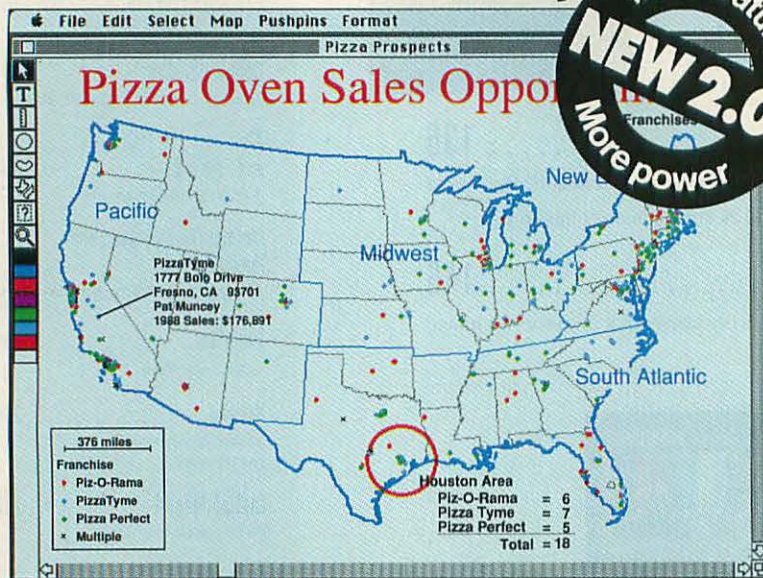 File Edit Select Map Pushpins Format
Pizza Prospects
NEW 2.0
More power
Pizza Oven Sales
Franchises
T
New
Pacific
Midwest
PizzaTyme
1777 Bolo Drive
Fresno, CA 93701
Pat Muncey
1988 Sales: $176,891
South Atlantic
376 miles
Franchise
Piz-O-Rama
PizzaTyme
Pizza Perfect
Multiple
Houston Area
Piz-O-Rama = 6
Pizza Tyme = 7
Pizza Perfect = 5
Total = 18